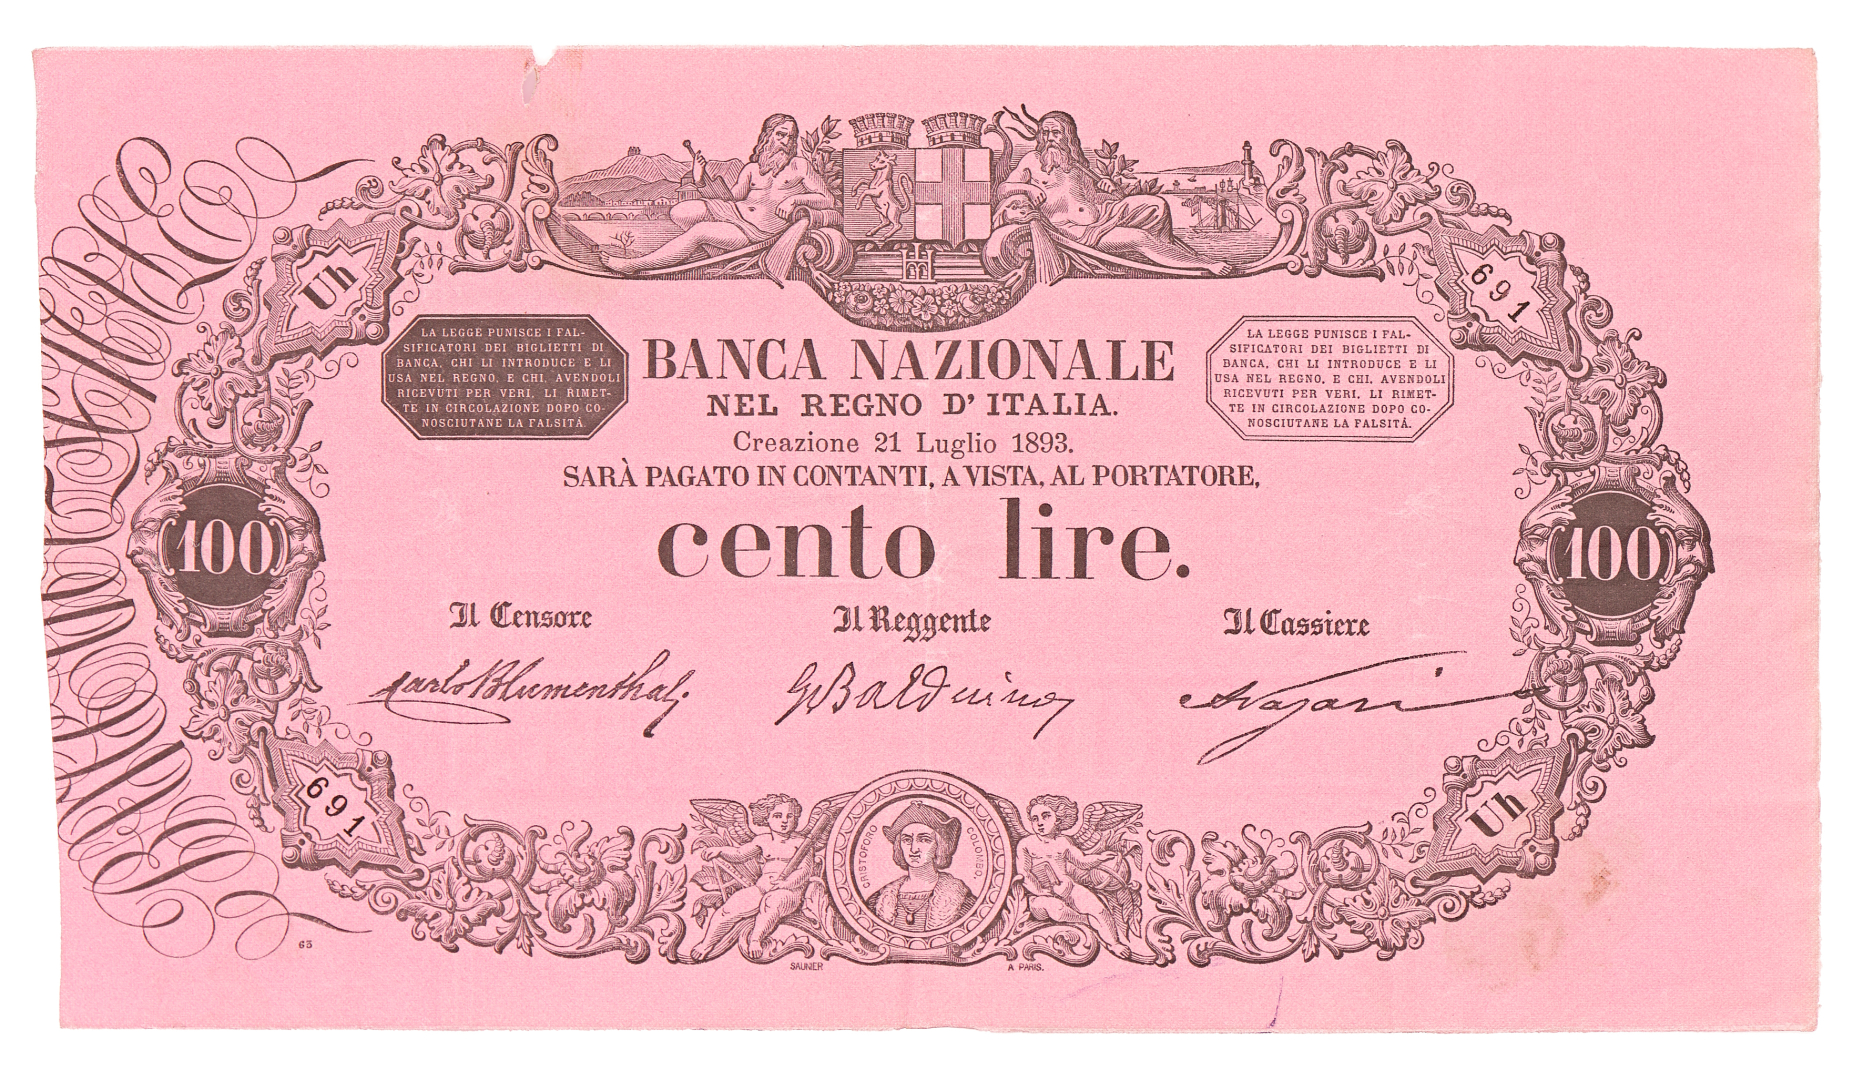 Uh
691
LA LEGGE PUNISCE I FAL-
SIFICATORI DEI BIGLIETTI DI
BANCA, CHI LI INTRODUCE E LI
USA NEL REGNO, E CHI, AVENDOLI
RICEVUTI PER VERI, LI RIMET-
TE IN CIRCOLAZIONE DOPO CO-
NOSCIUTANE LA FALSITÀ.
BANCA NAZIONALE
NEL REGNO D'ITALIA.
Creazione 21 Luglio 1893.
LA LEGGE PUNISCE I FAL-
SIFICATORI DEI BIGLIETTI DI
BANCA, CHI LI INTRODUCE E LI
USA NEL REGNO, E CHI, AVENDOLI
RICEVUTI PER VERI, LI RIMET-
TE IN CIRCOLAZIONE DOPO CO-
NOSCIUTANE LA FALSITÀ.
SARÀ PAGATO IN CONTANTI, A VISTA, AL PORTATORE,
100
cento lire.
100
Il Censore
Il Reggente
Il Cassiere
Carlo Blumenthal
G Balduino
691
Uh
CRISTOFORO COLOMBO.
63
SAUNIER
A PARIS.